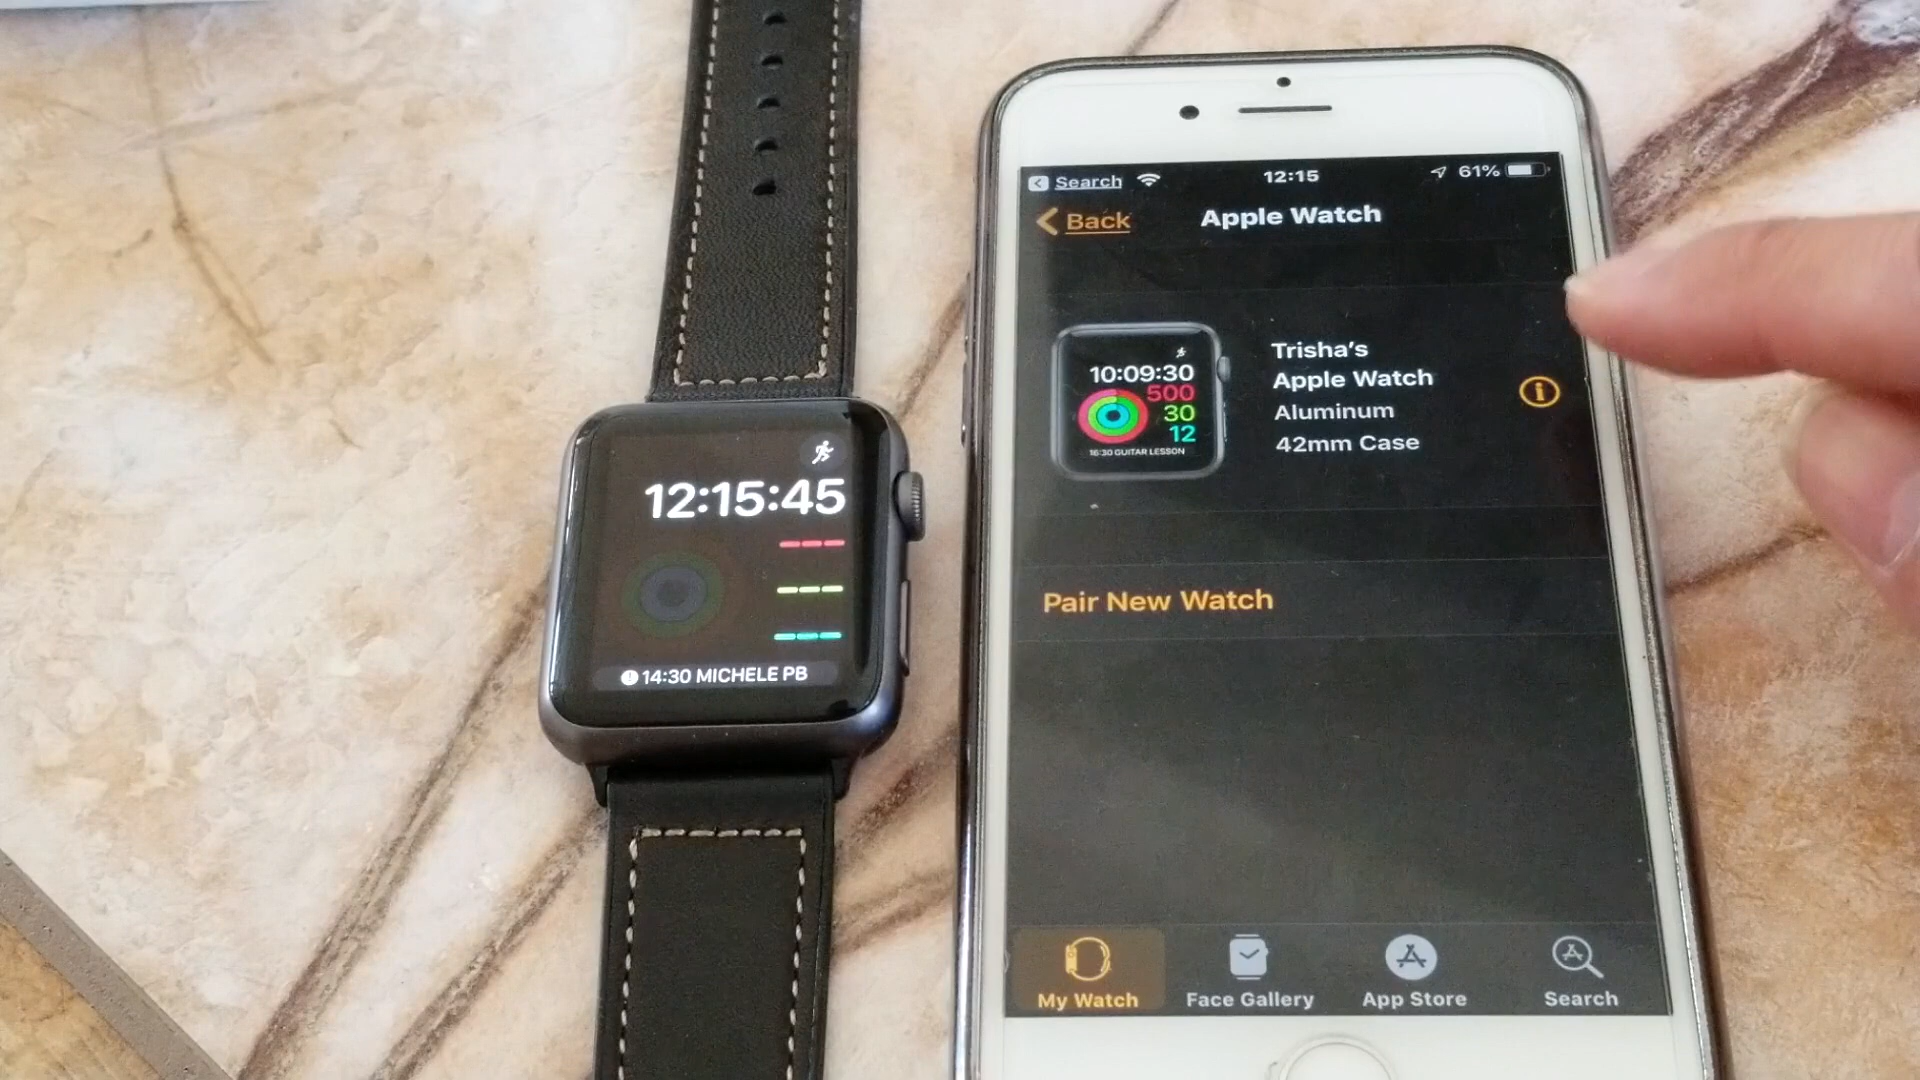 12:15:45
14:30 MICHELE PB
Search 12:15 61%
Back Apple Watch
10:09:30
500
30
12
16:30 GUITAR LESSON
Trisha's
Apple Watch
Aluminum
42mm Case
Pair New Watch
My Watch Face Gallery App Store Search